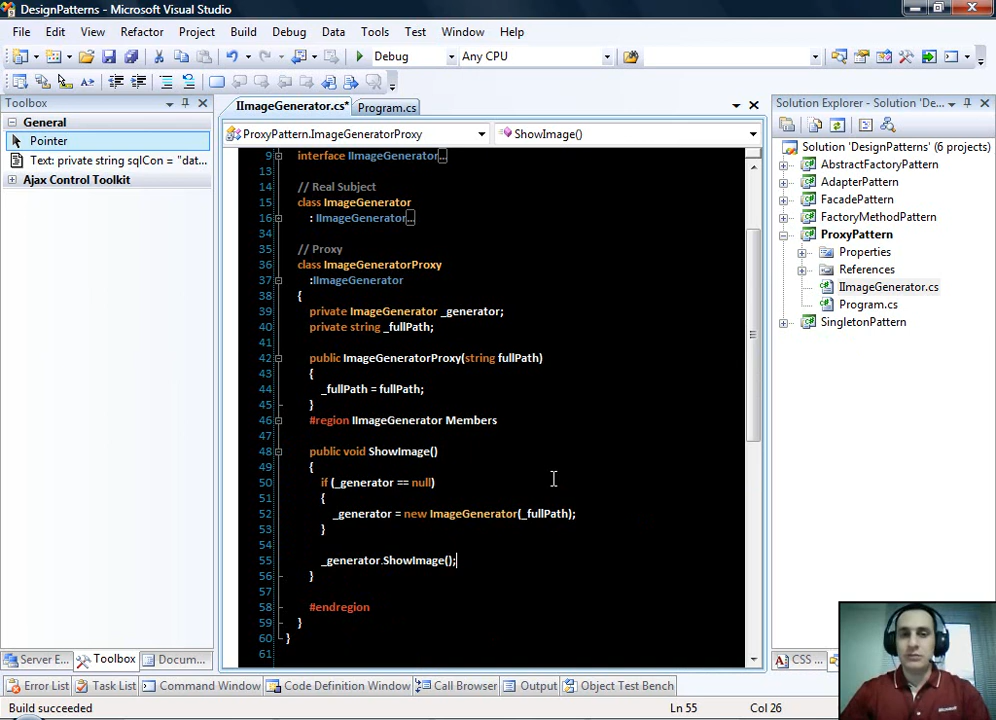 DesignPatterns - Microsoft Visual Studio
File Edit View Refactor Project Build Debug Data Tools Test Window Help
Debug Any CPU
Toolbox
IImageGenerator.cs* Program.cs
Solution Explorer - Solution 'De...
General
Pointer
Text: private string sqlCon = "dat...
Ajax Control Toolkit
ProxyPattern.ImageGeneratorProxy ShowImage()
9 interface IImageGenerator...
13
14 // Real Subject
15 class ImageGenerator
16 : IImageGenerator...
34
35 // Proxy
36 class ImageGeneratorProxy
37 :IImageGenerator
38 {
39 private ImageGenerator _generator;
40 private string _fullPath;
41
42 public ImageGeneratorProxy(string fullPath)
43 {
44 _fullPath = fullPath;
45 }
46 #region IImageGenerator Members
47
48 public void ShowImage()
49 {
50 if (_generator == null)
51 {
52 _generator = new ImageGenerator(_fullPath);
53 }
54
55 _generator.ShowImage();
56 }
57
58 #endregion
59 }
60 }
61
Solution 'DesignPatterns' (6 projects)
AbstractFactoryPattern
AdapterPattern
FacadePattern
FactoryMethodPattern
ProxyPattern
Properties
References
IImageGenerator.cs
Program.cs
SingletonPattern
Server E... Toolbox Docum...
CSS ...
Error List Task List Command Window Code Definition Window Call Browser Output Object Test Bench
Build succeeded Ln 55 Col 26